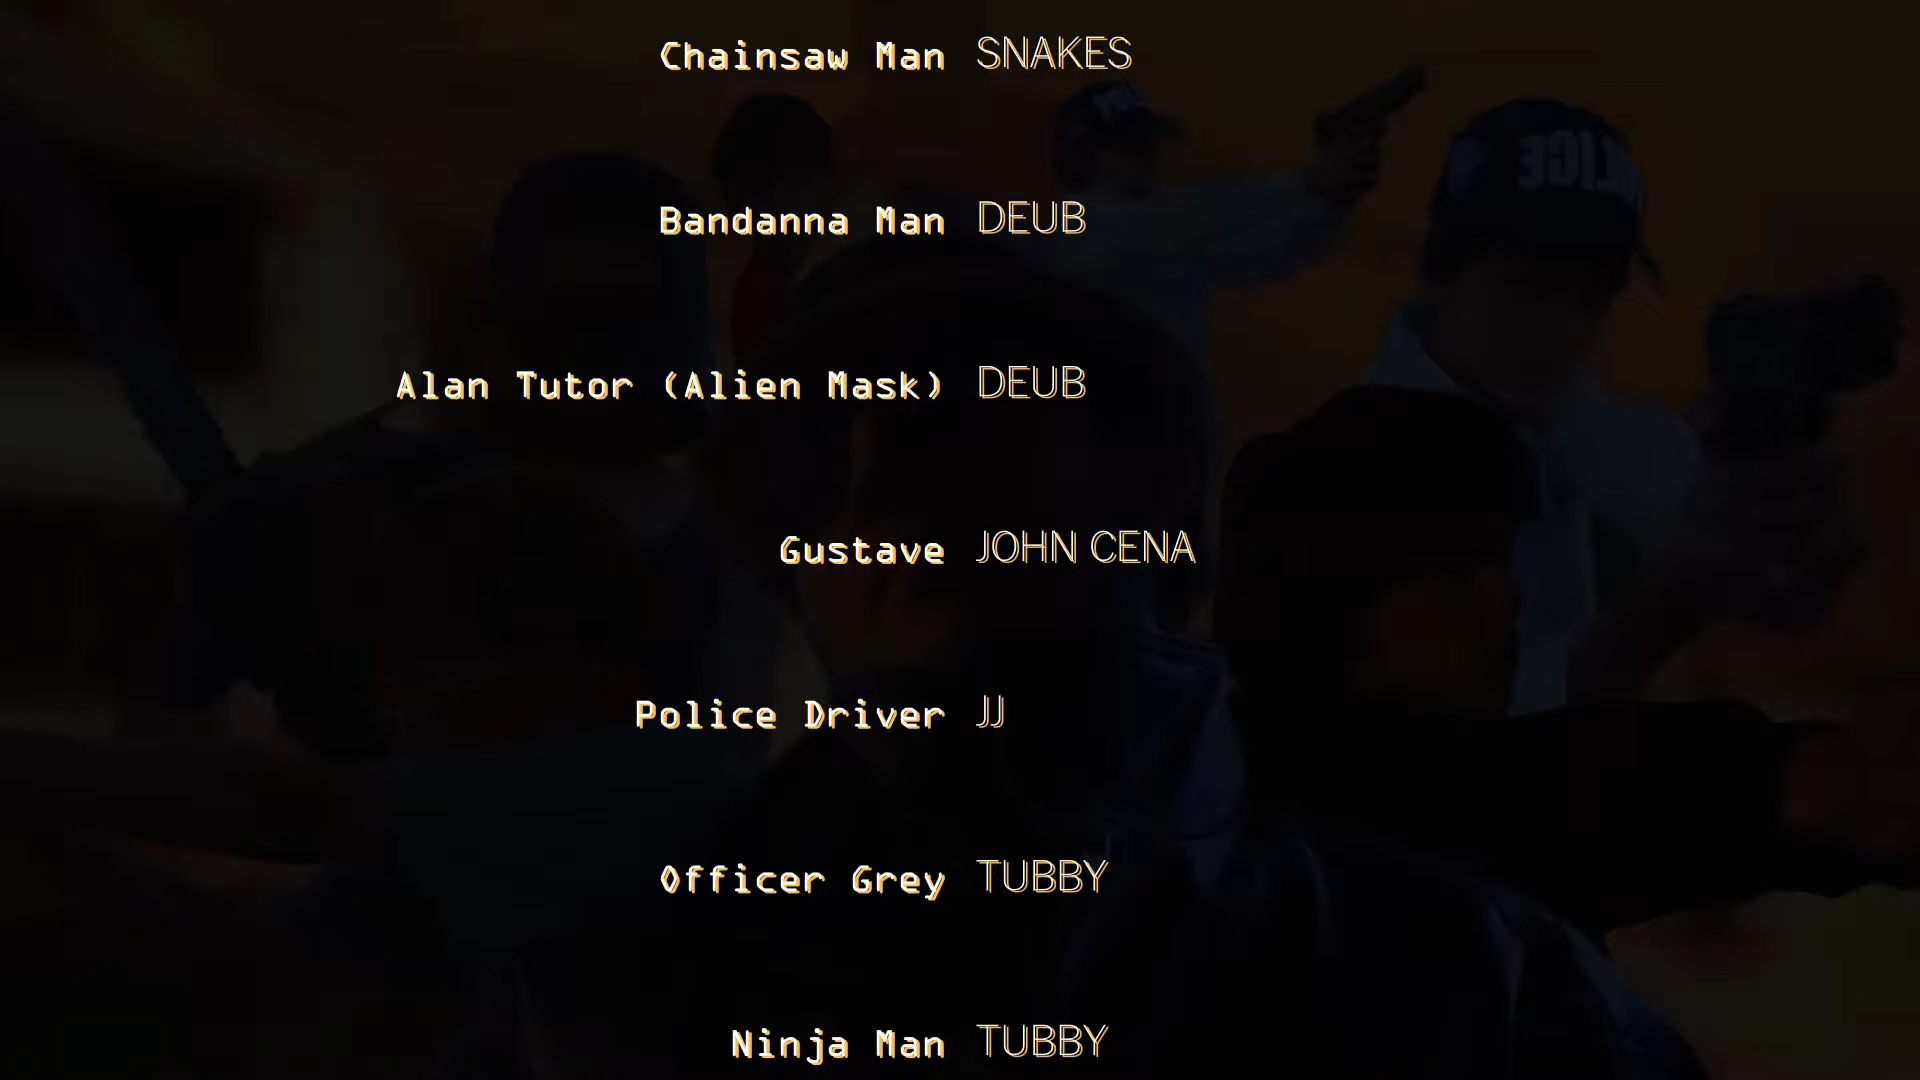 Chainsaw Man SNAKES
Bandanna Man DEUB
Alan Tutor (Alien Mask) DEUB
Gustave JOHN CENA
Police Driver JJ
Officer Grey TUBBY
Ninja Man TUBBY